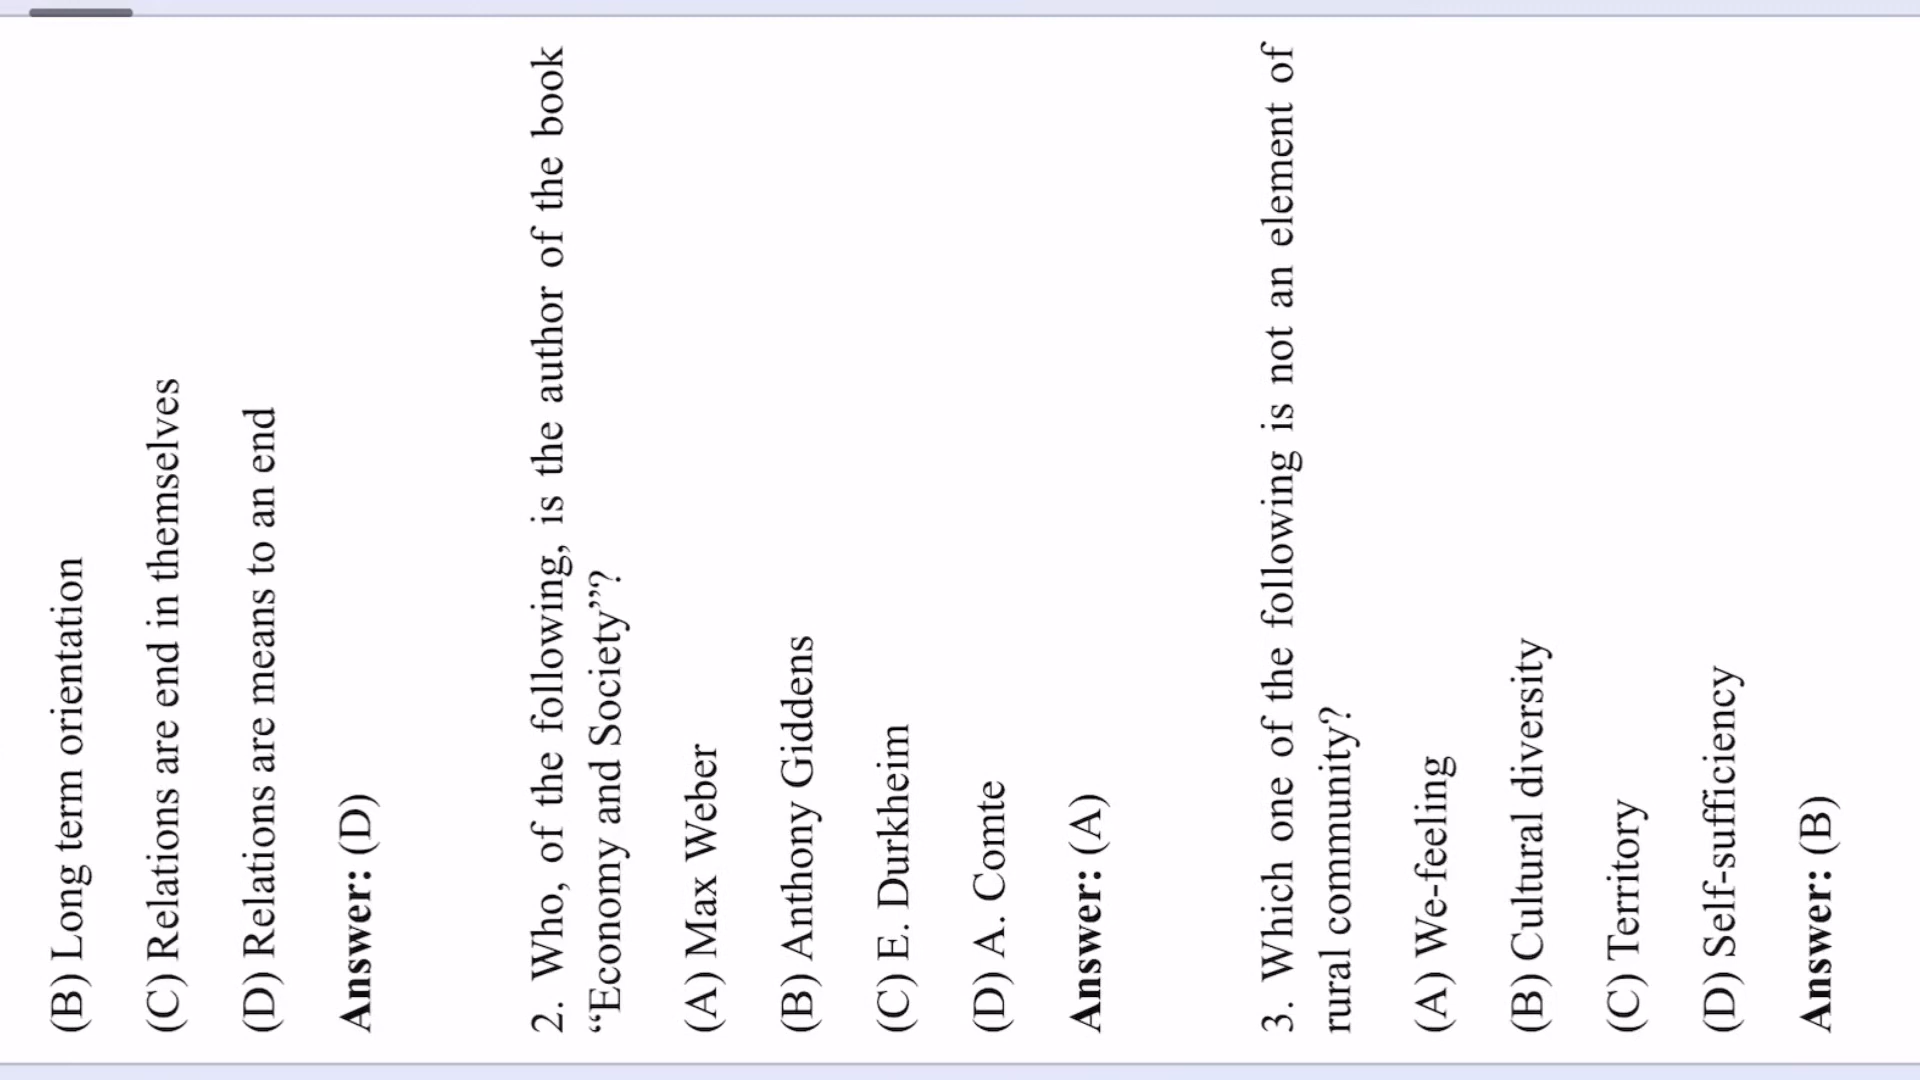 (B) Long term orientation
(C) Relations are end in themselves
(D) Relations are means to an end
Answer: (D)
2. Who, of the following, is the author of the book
“Economy and Society”?
(A) Max Weber
(B) Anthony Giddens
(C) E. Durkheim
(D) A. Comte
Answer: (A)
3. Which one of the following is not an element of
rural community?
(A) We-feeling
(B) Cultural diversity
(C) Territory
(D) Self-sufficiency
Answer: (B)